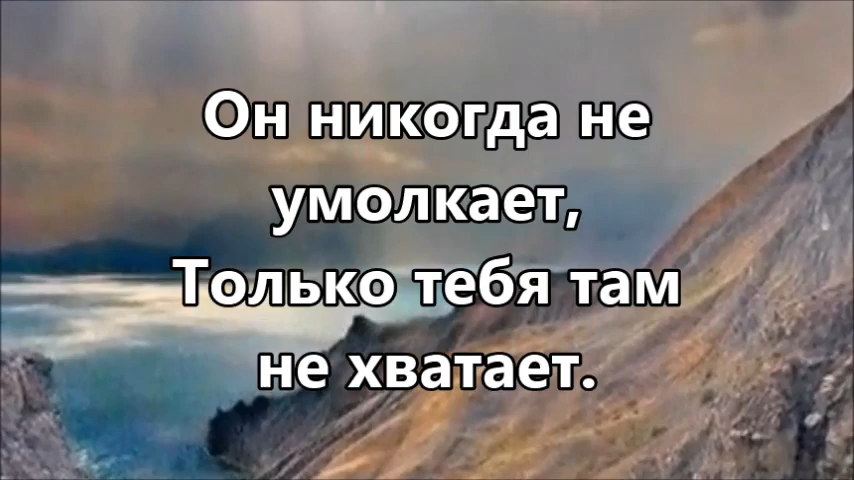 Он никогда не
умолкает,
Только тебя там
не хватает.